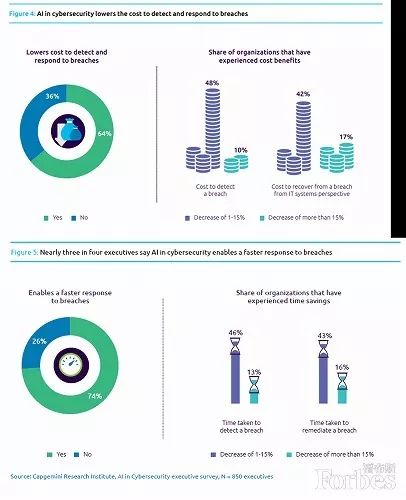 Figure 4: AI in cybersecurity lowers the cost to detect and respond to breaches
Lowers cost to detect and
respond to breaches
Share of organizations that have
experienced cost benefits
36%
64%
48%
10%
42%
17%
Cost to detect
a breach
Cost to recover from a breach
from IT systems perspective
Yes
No
Decrease of 1-15%
Decrease of more than 15%
Figure 5: Nearly three in four executives say AI in cybersecurity enables a faster response to breaches
Enables a faster response
to breaches
Share of organizations that have
experienced time savings
26%
74%
46%
13%
43%
16%
Time taken to
detect a breach
Time taken to
remediate a breach
Yes
No
Decrease of 1-15%
Decrease of more than 15%
Source: Capgemini Research Institute, AI in Cybersecurity executive survey, N = 850 executives
福布斯
Forbes